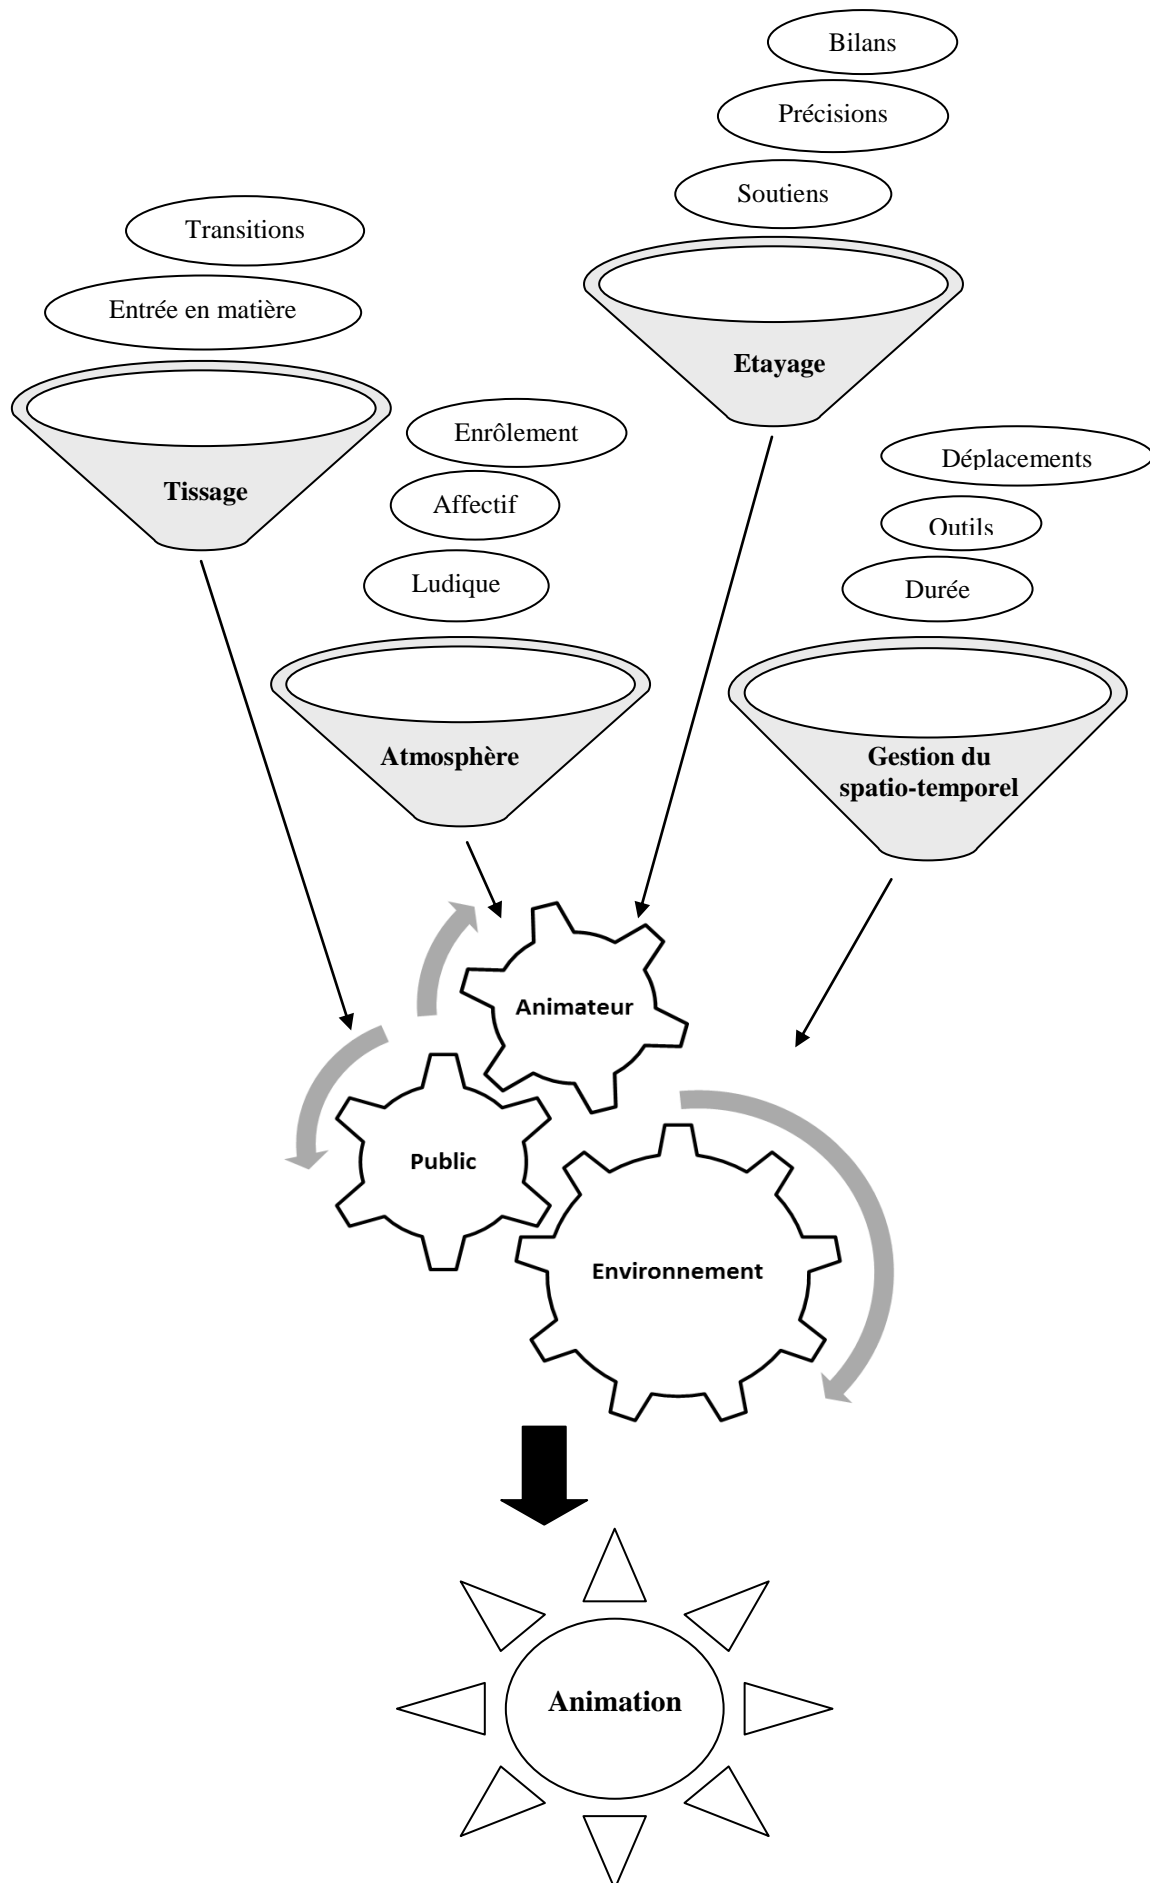 Bilans
Précisions
Soutiens
Transitions
Entrée en matière
Etayage
Enrôlement
Déplacements
Tissage
Affectif
Outils
Ludique
Durée
Atmosphère
Gestion du
spatio-temporel
Animateur
Public
Environnement
Animation